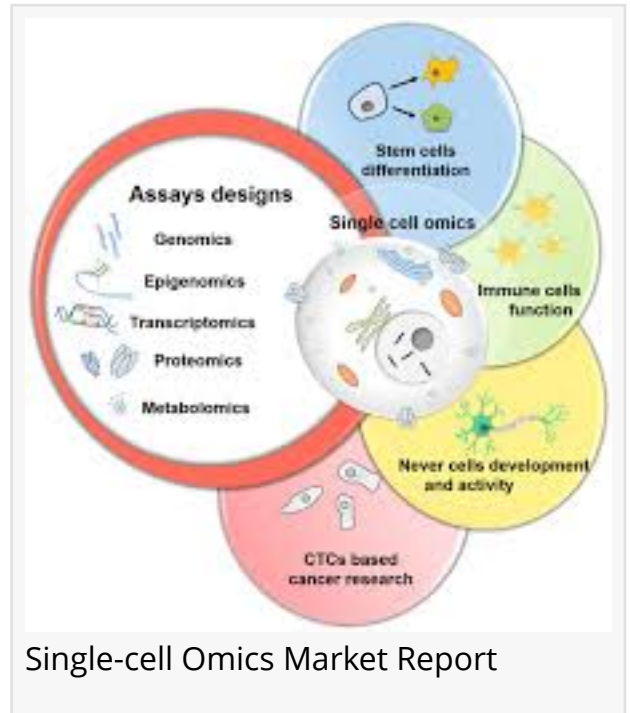 Stem cells
differentiation
Assays designs
Single cell omics
Genomics
Epigenomics
Transcriptomics
Proteomics
Metabolomics
Immune cells
function
Never cells development
and activity
CTCs based
cancer research
Single-cell Omics Market Report